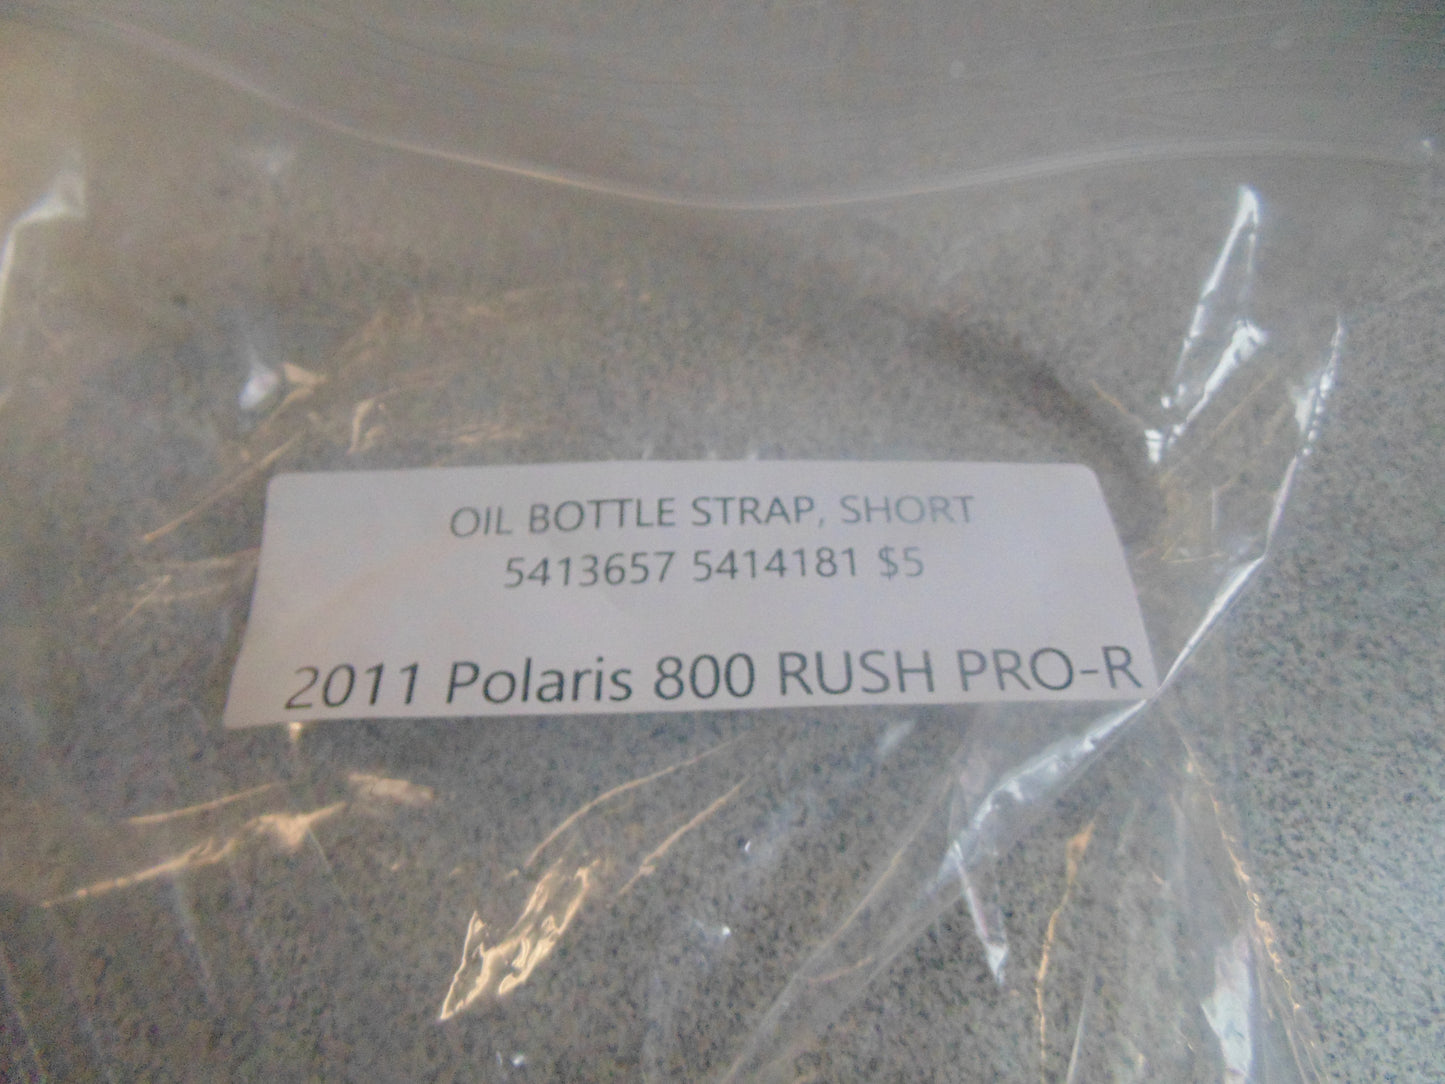 OIL BOTTLE STRAP, SHORT
5413657 5414181 $5
2011 Polaris 800 RUSH PRO-R